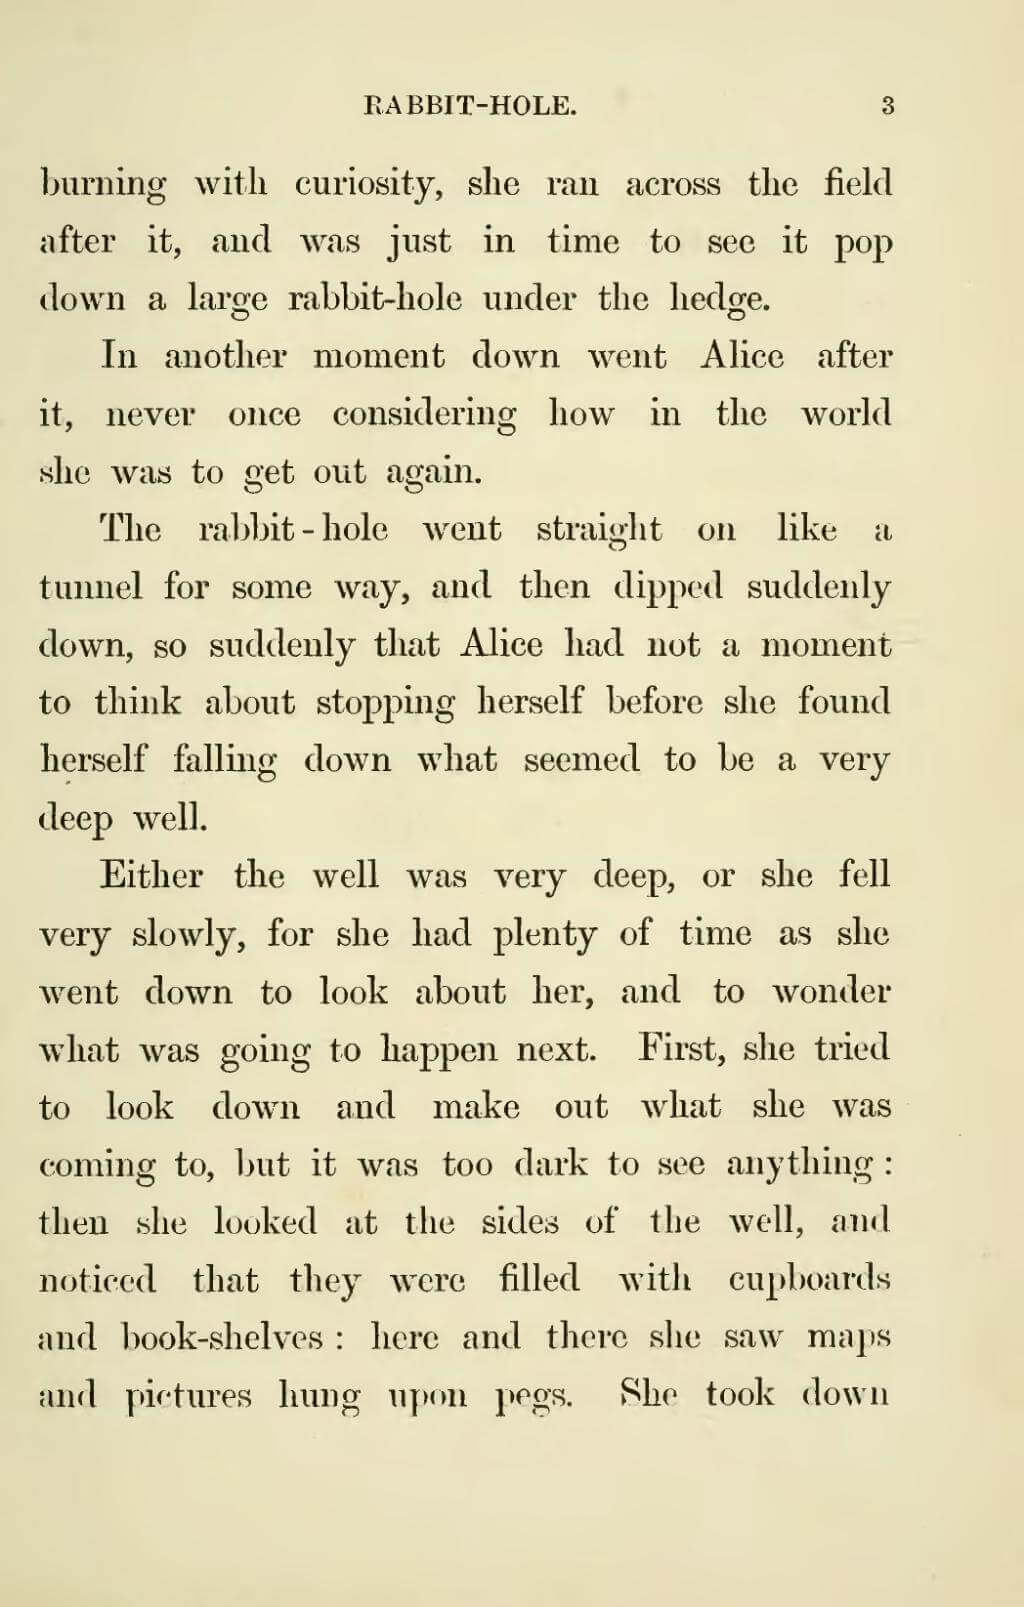 RABBIT-HOLE. 3
burning with curiosity, she ran across the field
after it, and was just in time to see it pop
down a large rabbit-hole under the hedge.
In another moment down went Alice after
it, never once considering how in the world
she was to get out again.
The rabbit-hole went straight on like a
tunnel for some way, and then dipped suddenly
down, so suddenly that Alice had not a moment
to think about stopping herself before she found
herself falling down what seemed to be a very
deep well.
Either the well was very deep, or she fell
very slowly, for she had plenty of time as she
went down to look about her, and to wonder
what was going to happen next. First, she tried
to look down and make out what she was
coming to, but it was too dark to see anything:
then she looked at the sides of the well, and
noticed that they were filled with cupboards
and book-shelves: here and there she saw maps
and pictures hung upon pegs. She took down